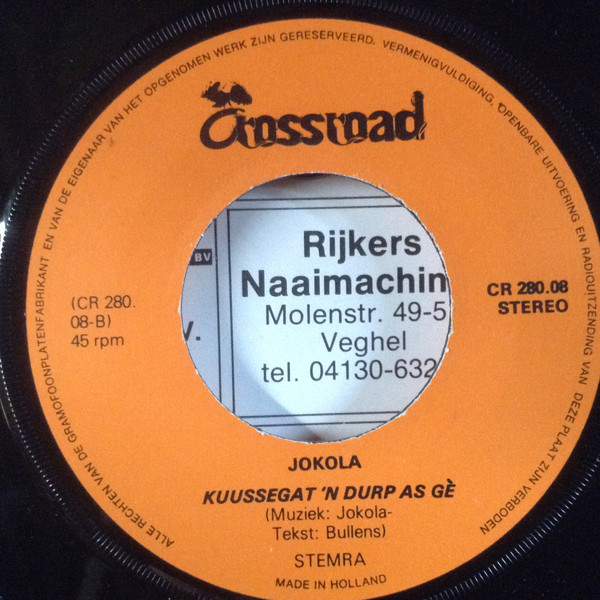 ALLE RECHTEN VAN DE GRAMOFOONPLATENFABRIKANT EN VAN DE EIGENAAR VAN HET OPGENOMEN WERK ZIJN GERESERVEERD. VERMENIGVULDIGING, OPENBARE UITVOERING EN RADIOUITZENDING VAN DEZE PLAAT ZIJN VERBODEN
Crossroad
BV
V.
Rijkers
Naaimachin
Molenstr. 49-5
Veghel
tel. 04130-632
(CR 280.
08-B)
45 rpm
CR 280.08
STEREO
JOKOLA
KUUSSEGAT 'N DURP AS GÈ
(Muziek: Jokola-
Tekst: Bullens)
STEMRA
MADE IN HOLLAND